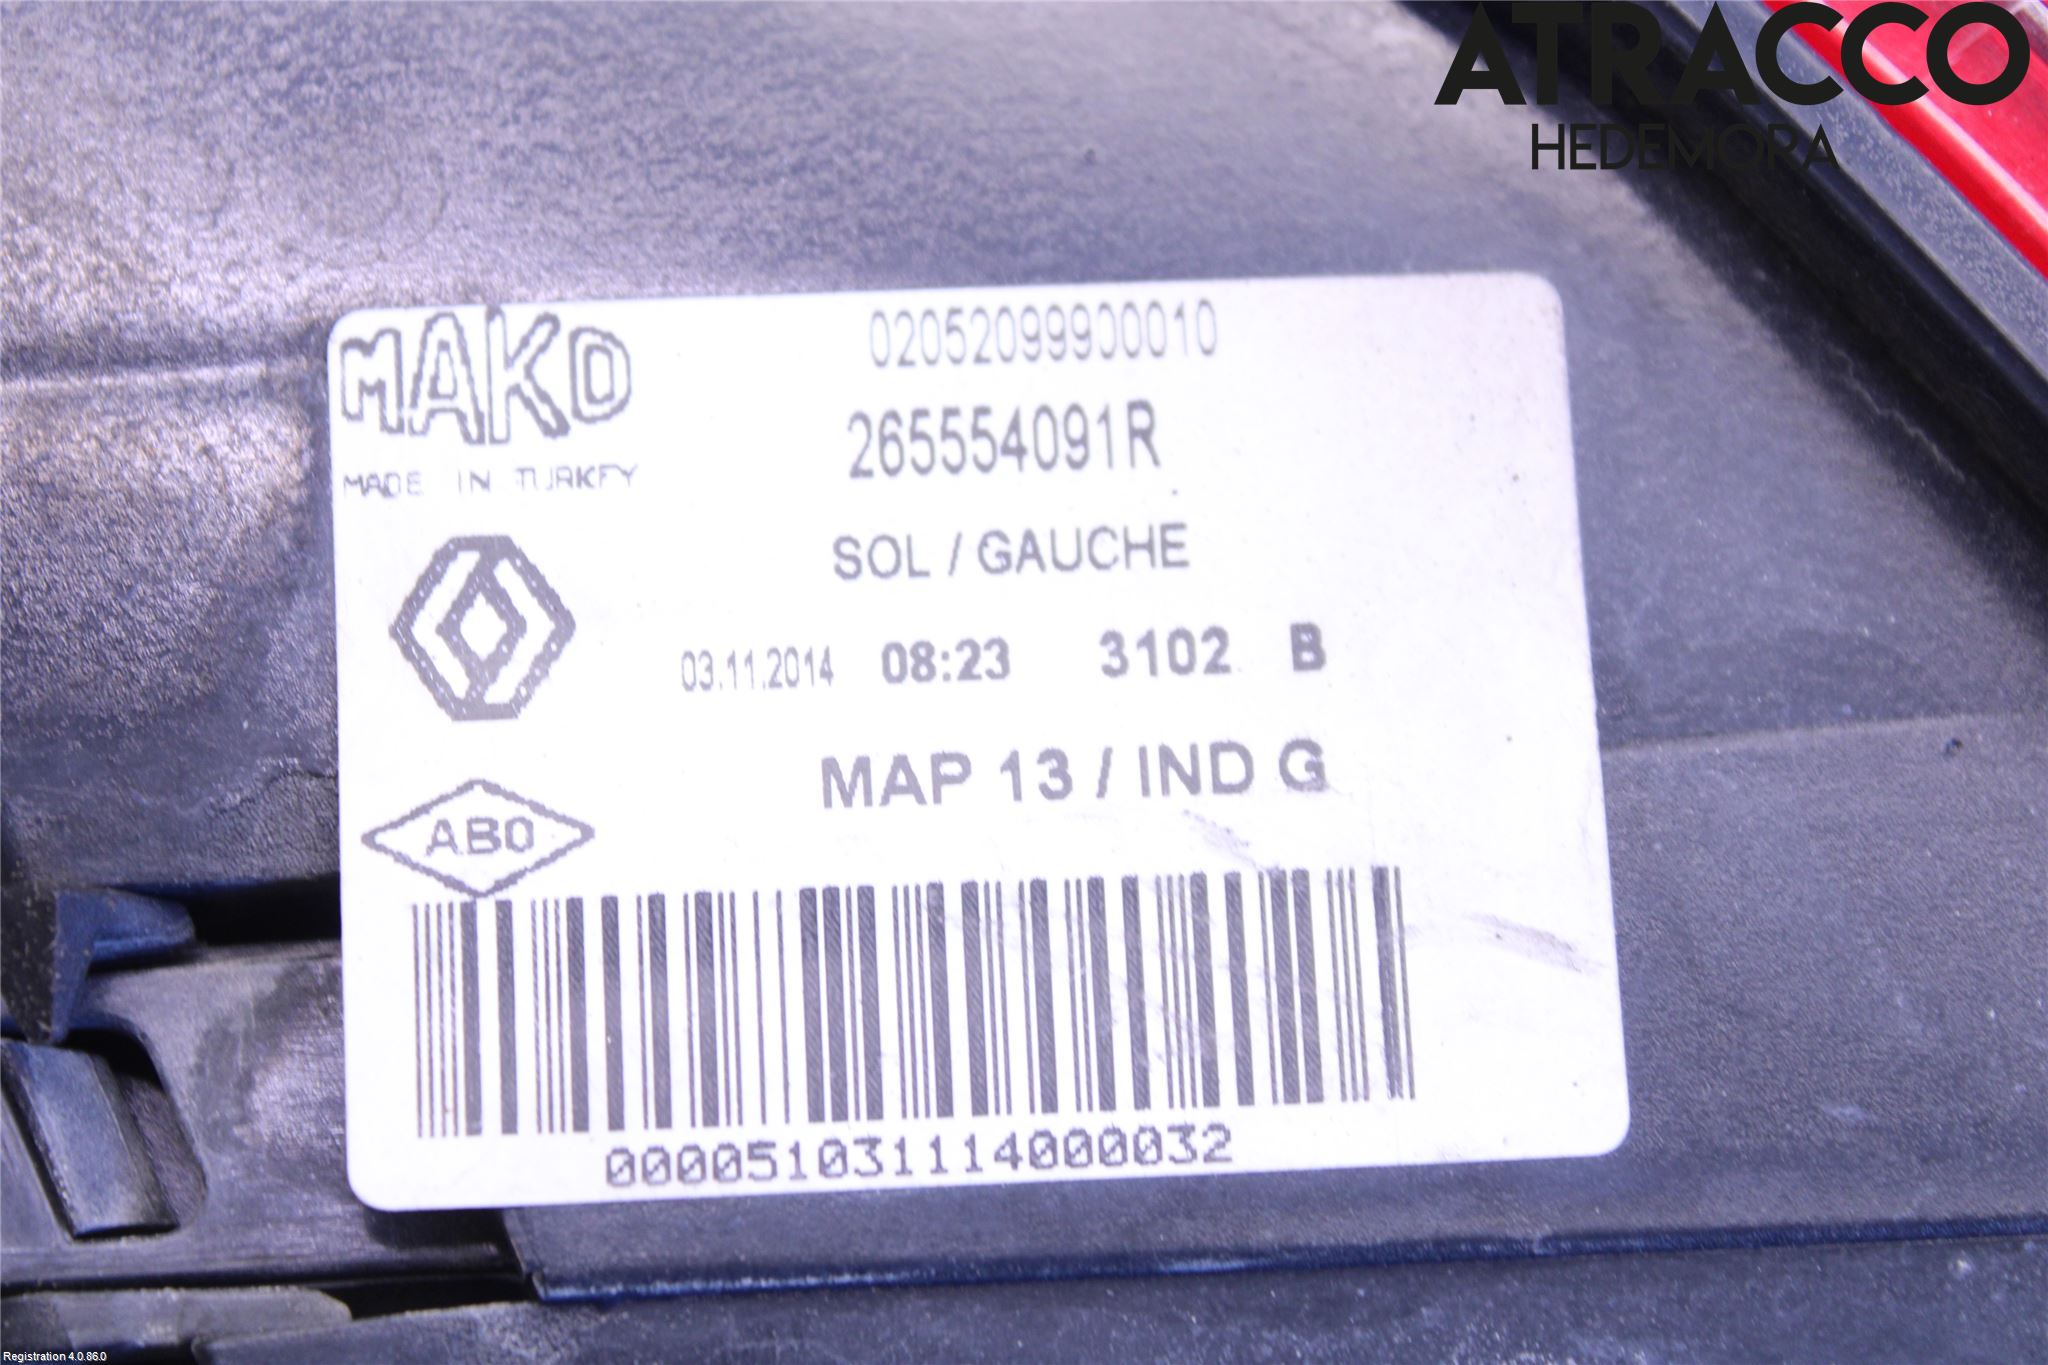 ATRACCO
HEDEMORA
MAKO
MADE IN TURKEY
02052099900010
265554091R
SOL / GAUCHE
03.11.2014 08:23 3102 B
MAP 13 / IND G
AB0
000051031114000032
Registration 4.0.86.0